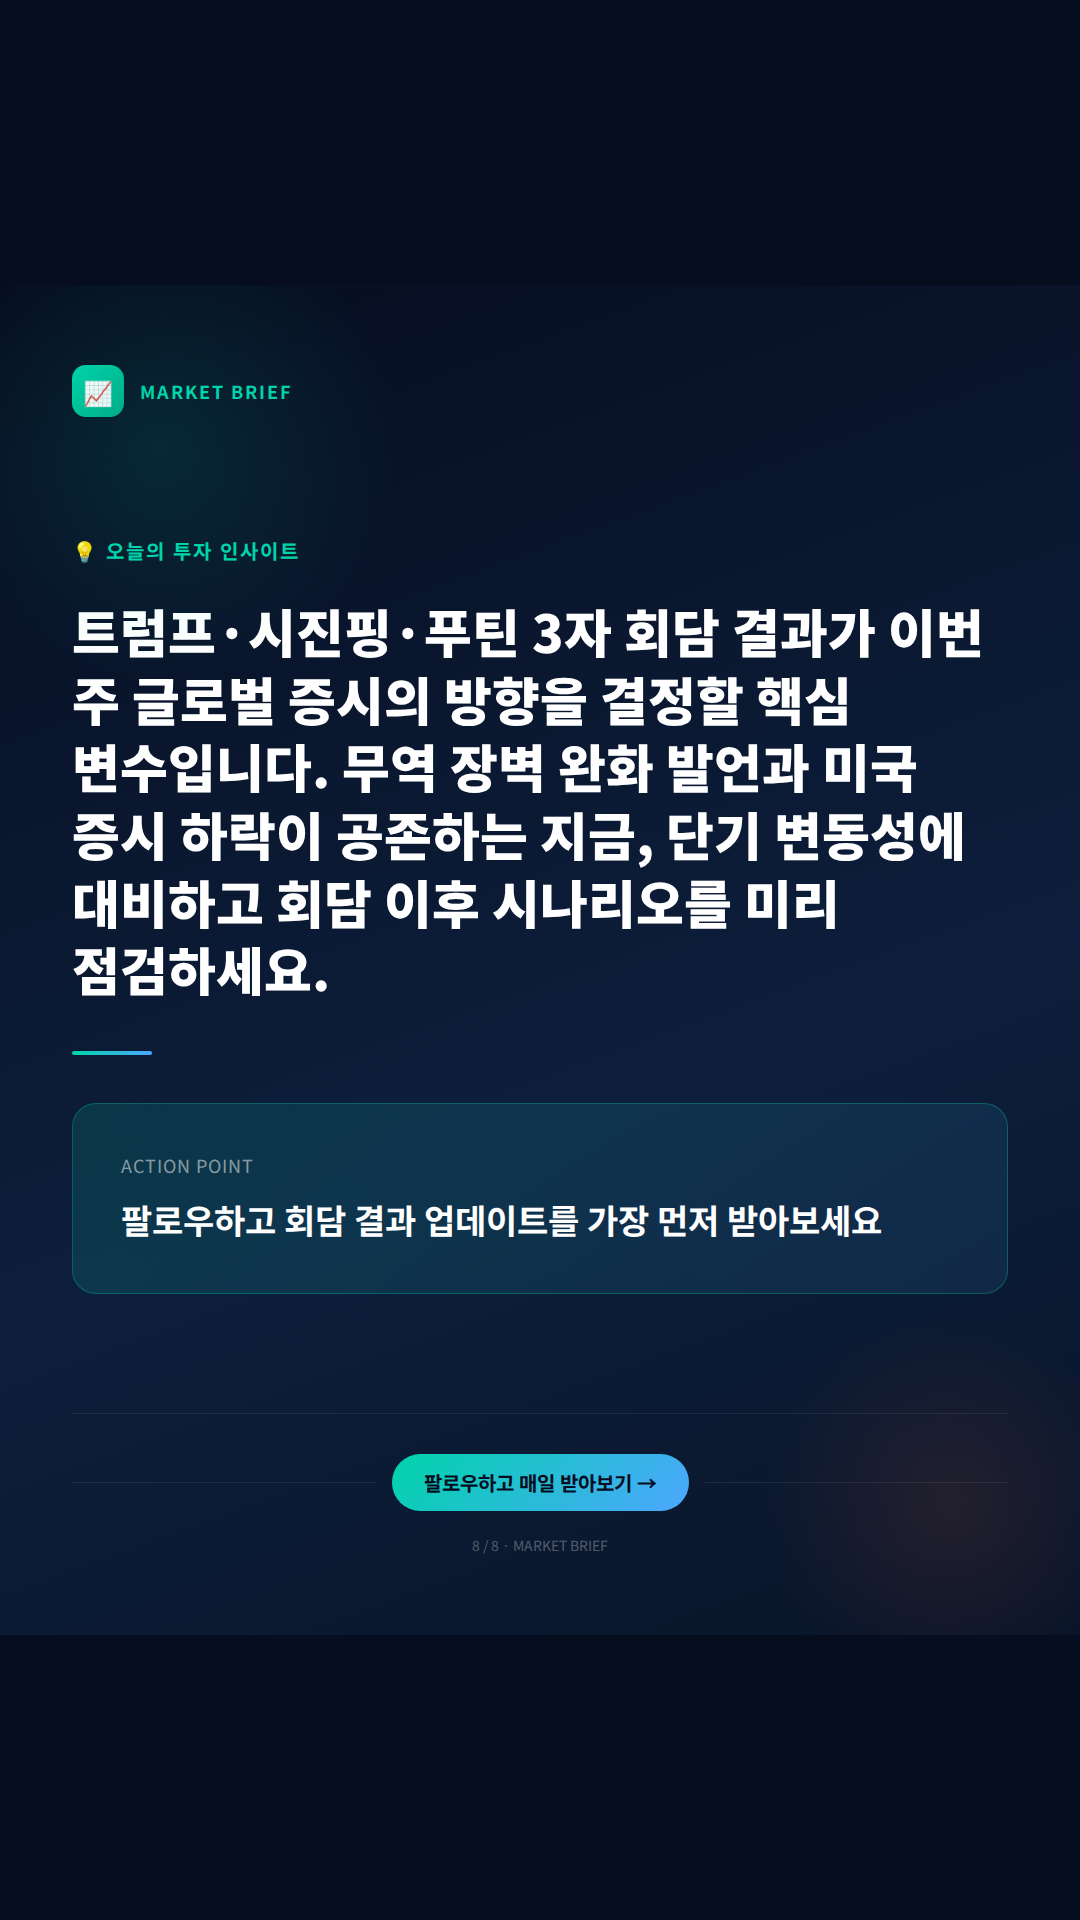 📈 MARKET BRIEF
💡 오늘의 투자 인사이트
트럼프·시진핑·푸틴 3자 회담 결과가 이번
주 글로벌 증시의 방향을 결정할 핵심
변수입니다. 무역 장벽 완화 발언과 미국
증시 하락이 공존하는 지금, 단기 변동성에
대비하고 회담 이후 시나리오를 미리
점검하세요.
ACTION POINT
팔로우하고 회담 결과 업데이트를 가장 먼저 받아보세요
팔로우하고 매일 받아보기 →
8 / 8 · MARKET BRIEF